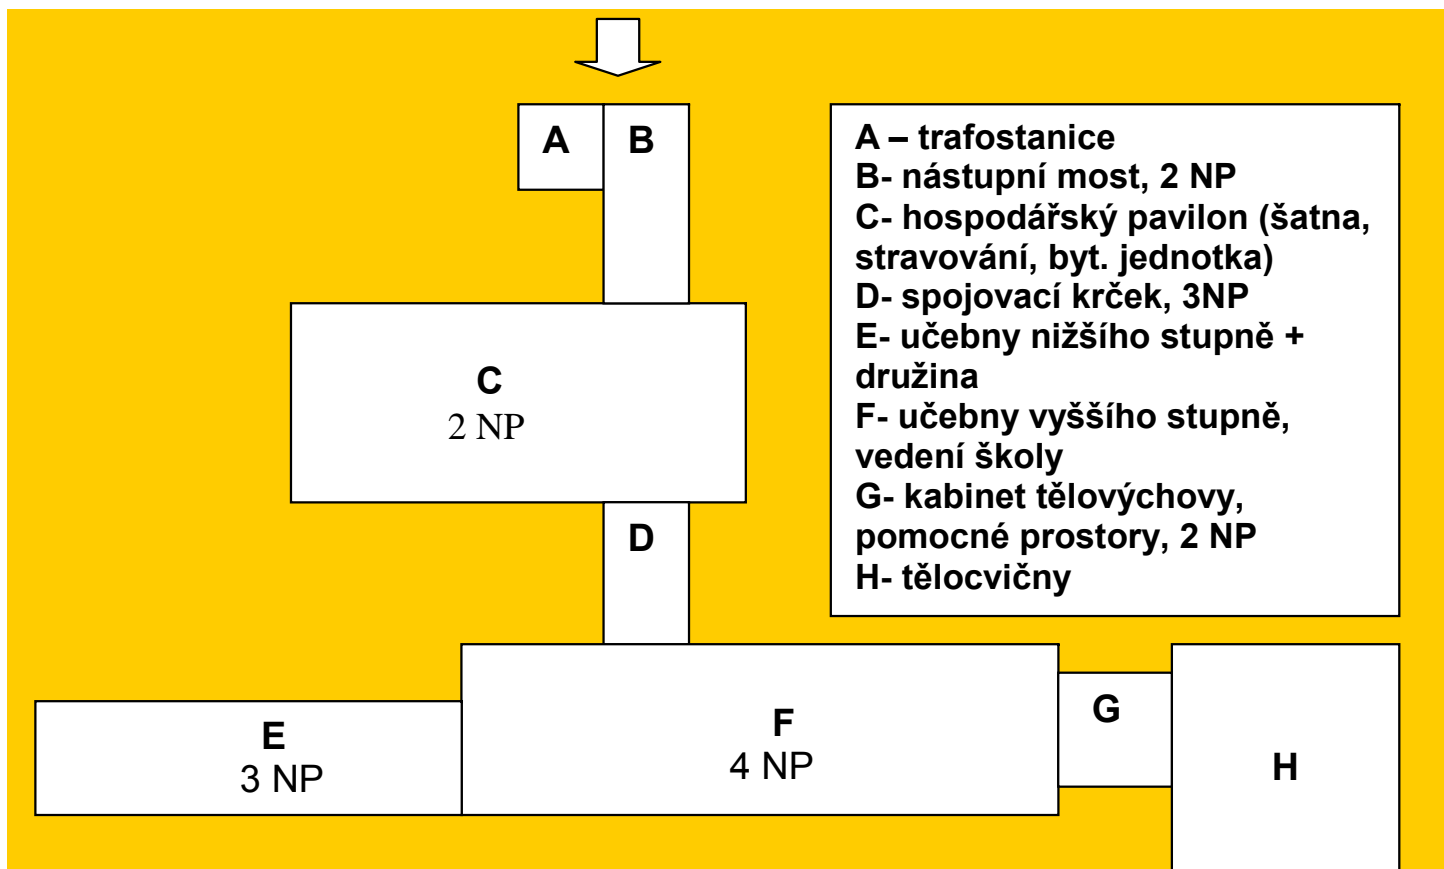 A
B
A – trafostanice
B- nástupní most, 2 NP
C- hospodářský pavilon (šatna,
stravování, byt. jednotka)
D- spojovací krček, 3NP
E- učebny nižšího stupně +
družina
F- učebny vyššího stupně,
vedení školy
G- kabinet tělovýchovy,
pomocné prostory, 2 NP
H- tělocvičny
C
2 NP
D
E
3 NP
F
4 NP
G
H